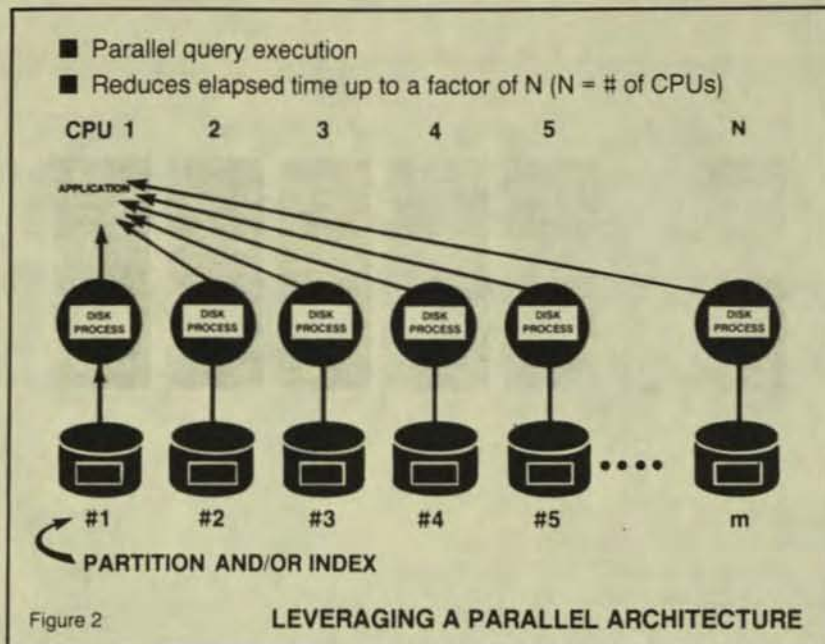 ■ Parallel query execution
■ Reduces elapsed time up to a factor of N (N = # of CPUs)
CPU 1 2 3 4 5 N
APPLICATION
DISK PROCESS
DISK PROCESS
DISK PROCESS
DISK PROCESS
DISK PROCESS
DISK PROCESS
#1 #2 #3 #4 #5 m
PARTITION AND/OR INDEX
Figure 2 LEVERAGING A PARALLEL ARCHITECTURE